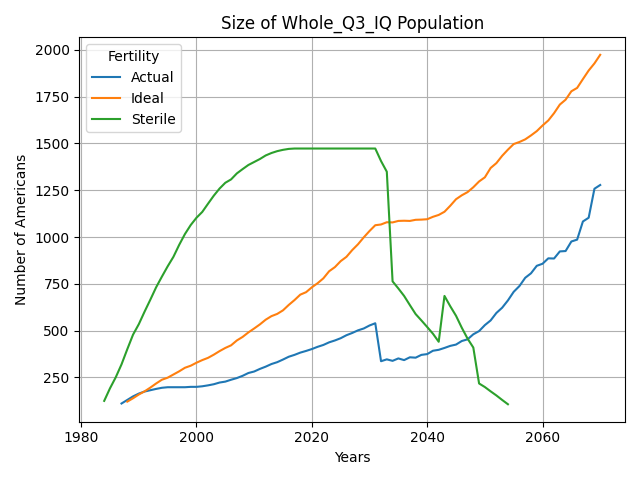 Size of Whole_Q3_IQ Population
Fertility
Actual
Ideal
Sterile
Number of Americans
2000
1750
1500
1250
1000
750
500
250
1980
2000
2020
2040
2060
Years